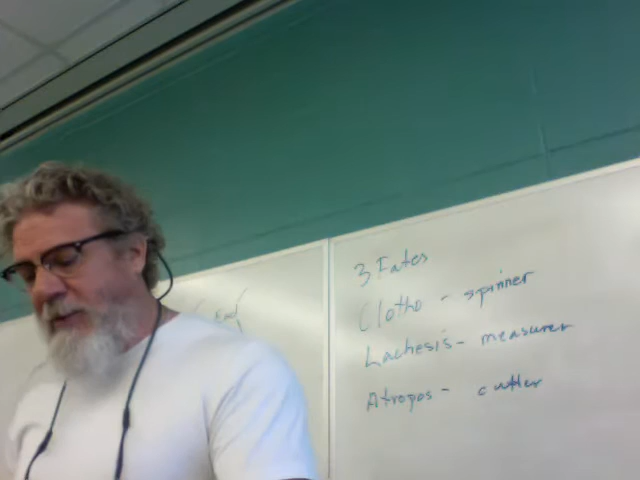 3 Fates
Clotho - spinner
Lachesis - measurer
Atropos - cutter